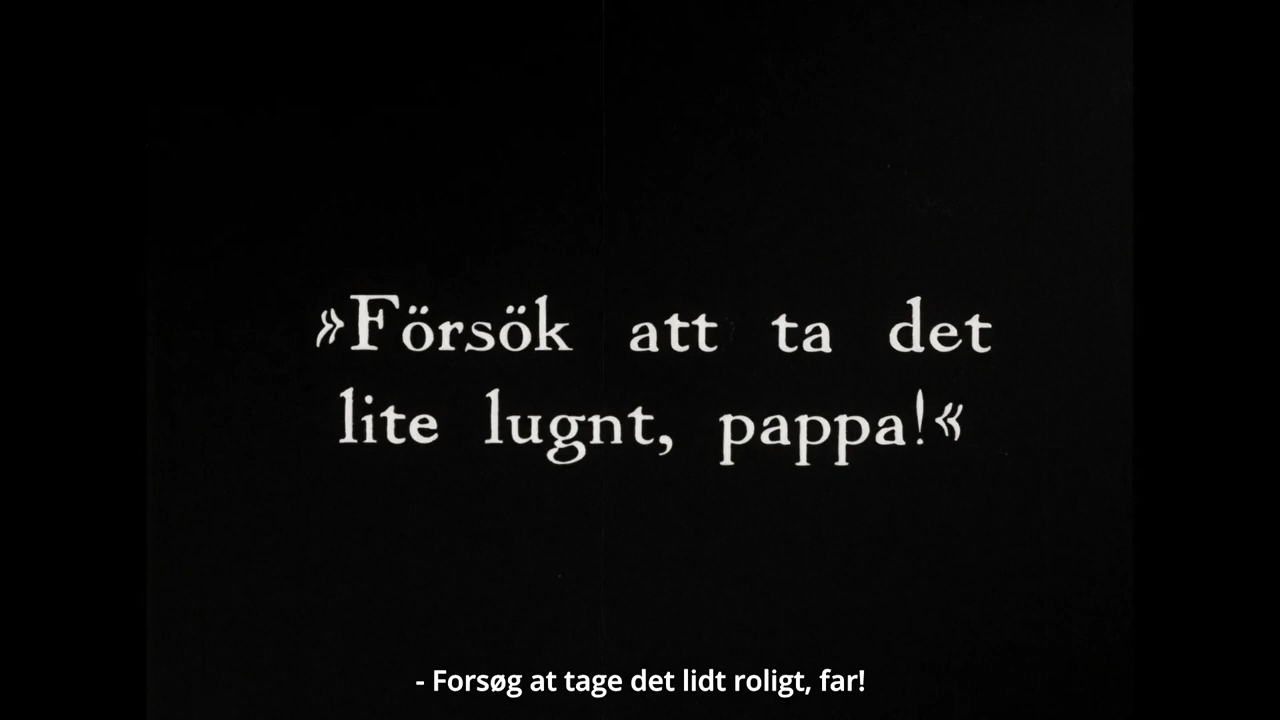 »Försök att ta det
lite lugnt, pappa!«
- Forsøg at tage det lidt roligt, far!